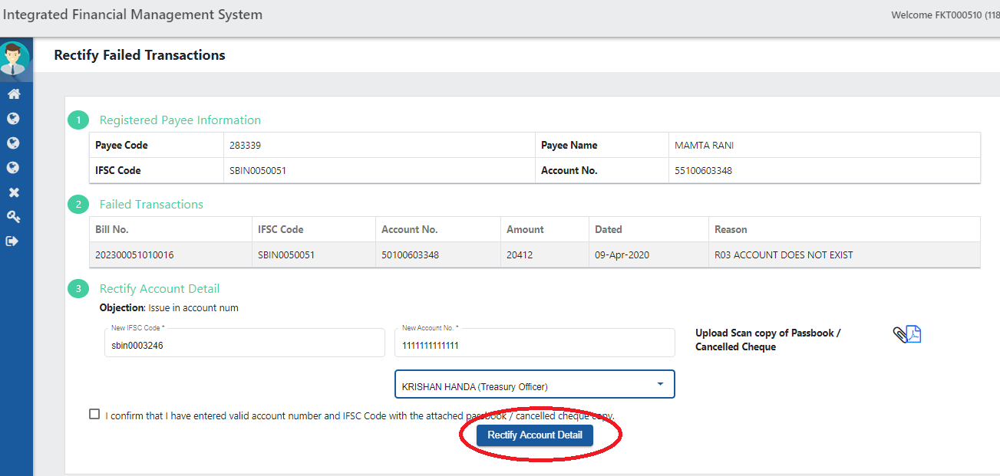 Integrated Financial Management System
Welcome FKT000510 (118
Rectify Failed Transactions
1 Registered Payee Information
Payee Code 283339 Payee Name MAMTA RANI
IFSC Code SBIN0050051 Account No. 55100603348
2 Failed Transactions
Bill No. IFSC Code Account No. Amount Dated Reason
202300051010016 SBIN0050051 50100603348 20412 09-Apr-2020 R03 ACCOUNT DOES NOT EXIST
3 Rectify Account Detail
Objection: Issue in account num
New IFSC Code * New Account No. *
sbin0003246 1111111111111
Upload Scan copy of Passbook /
Cancelled Cheque
KRISHAN HANDA (Treasury Officer)
I confirm that I have entered valid account number and IFSC Code with the attached passbook / cancelled cheque copy.
Rectify Account Detail